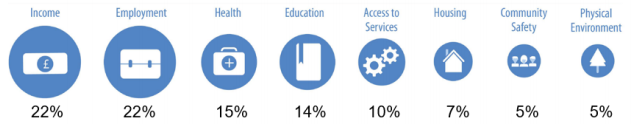 Income
Employment
Health
Education
Access to
Services
Housing
Community
Safety
Physical
Environment
£
22%
22%
15%
14%
10%
7%
5%
5%